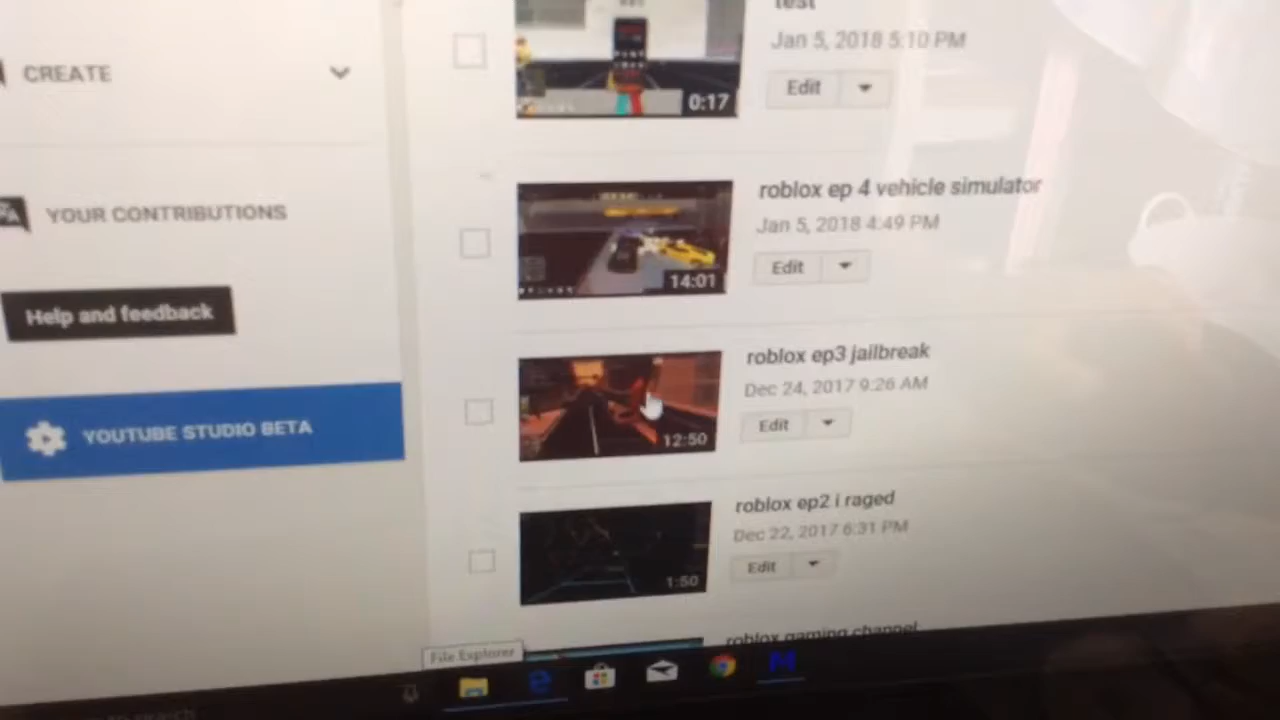 test
Jan 5, 2018 5:10 PM
Edit
0:17
CREATE
roblox ep 4 vehicle simulator
Jan 5, 2018 4:49 PM
Edit
14:01
YOUR CONTRIBUTIONS
Help and feedback
roblox ep3 jailbreak
Dec 24, 2017 9:26 AM
Edit
12:50
YOUTUBE STUDIO BETA
roblox ep2 i raged
Dec 22, 2017 6:31 PM
Edit
1:50
roblox gaming channel
File Explorer
search